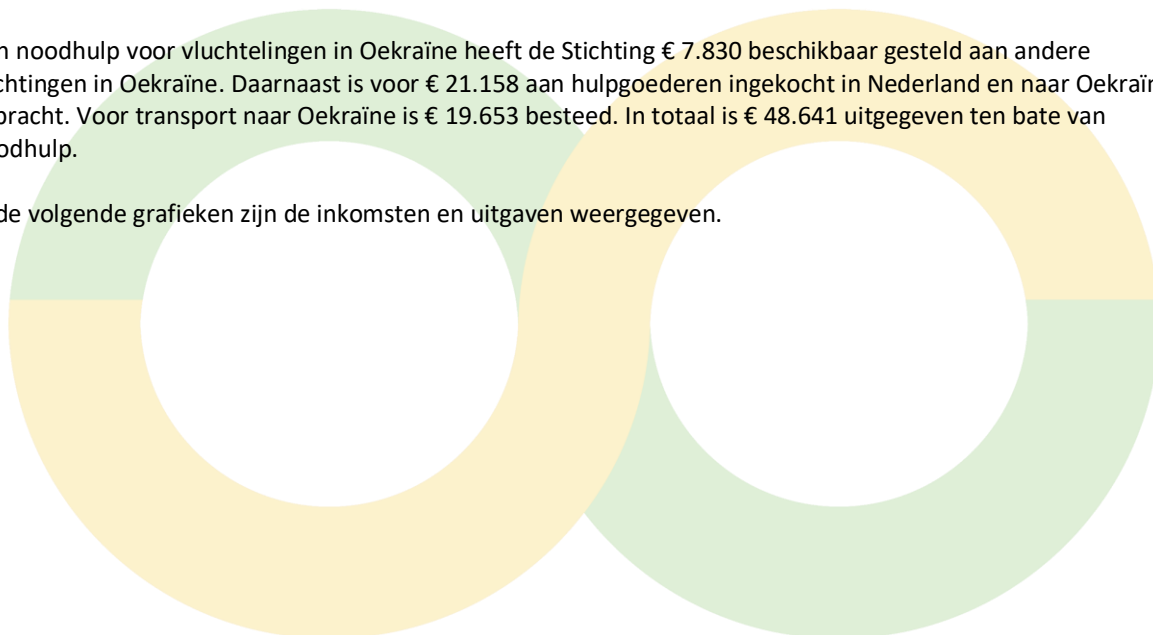 n noodhulp voor vluchtelingen in Oekraïne heeft de Stichting € 7.830 beschikbaar gesteld aan andere
chtingen in Oekraïne. Daarnaast is voor € 21.158 aan hulpgoederen ingekocht in Nederland en naar Oekraïn
bracht. Voor transport naar Oekraïne is € 19.653 besteed. In totaal is € 48.641 uitgegeven ten bate van
odhulp.
de volgende grafieken zijn de inkomsten en uitgaven weergegeven.